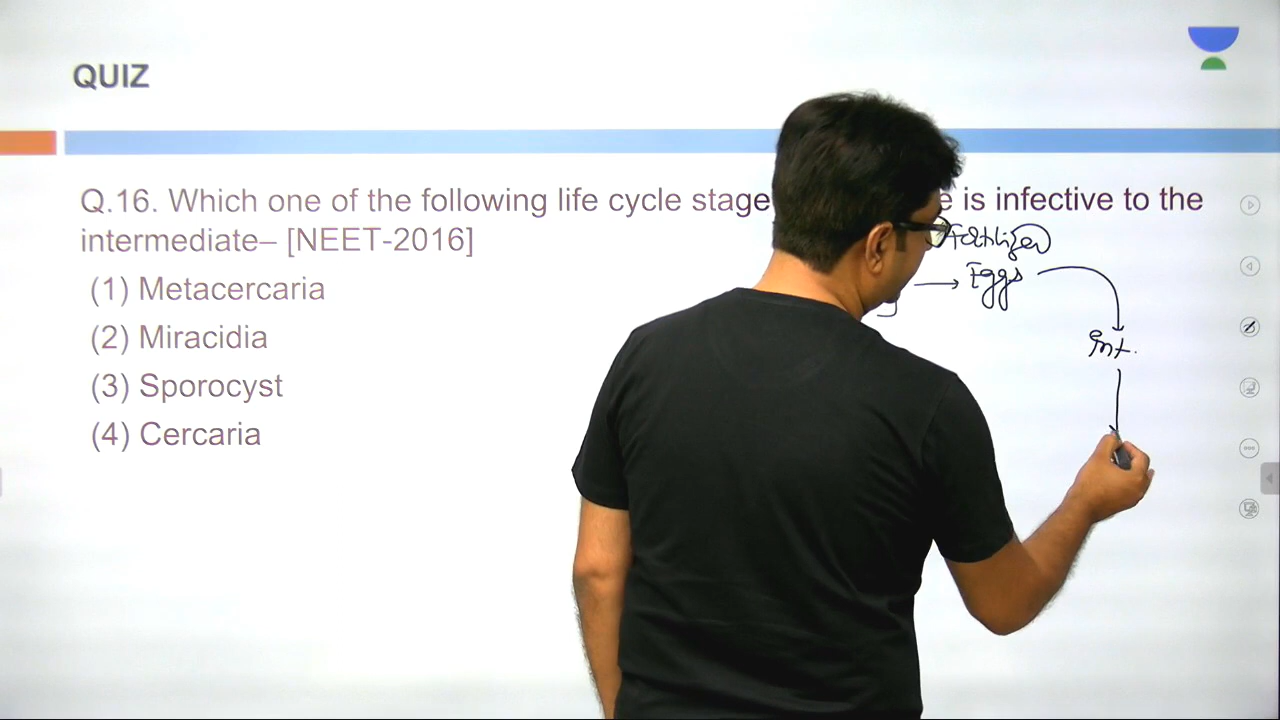 QUIZ
Q.16. Which one of the following life cycle stage e is infective to the
intermediate– [NEET-2016]
(1) Metacercaria
(2) Miracidia
(3) Sporocyst
(4) Cercaria
Eggs
Int.